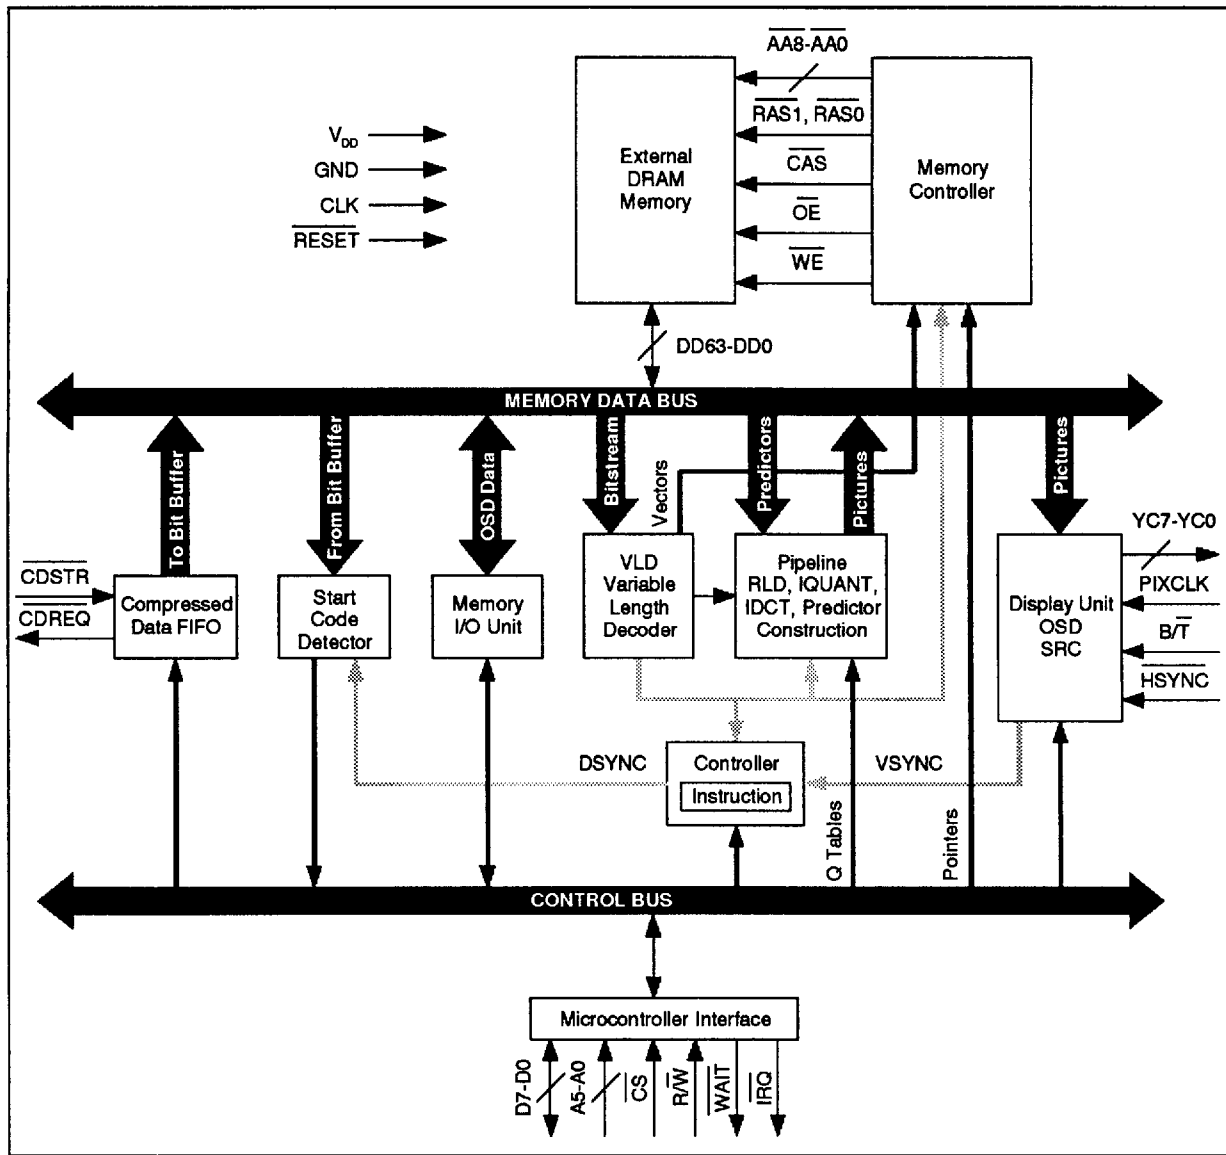 AA8-AA0
RAS1, RAS0
CAS
OE
WE
External
DRAM
Memory
Memory
Controller
VDD
GND
CLK
RESET
DD63-DD0
MEMORY DATA BUS
To Bit Buffer
From Bit Buffer
OSD Data
Bitstream
Vectors
Predictors
Pictures
Pictures
CDSTR
CDREQ
Compressed
Data FIFO
Start
Code
Detector
Memory
I/O Unit
VLD
Variable
Length
Decoder
Pipeline
RLD, IQUANT,
IDCT, Predictor
Construction
Display Unit
OSD
SRC
YC7-YC0
PIXCLK
B/T
HSYNC
DSYNC
Controller
Instruction
VSYNC
Q Tables
Pointers
CONTROL BUS
Microcontroller Interface
D7-D0
A5-A0
CS
R/W
WAIT
IRQ